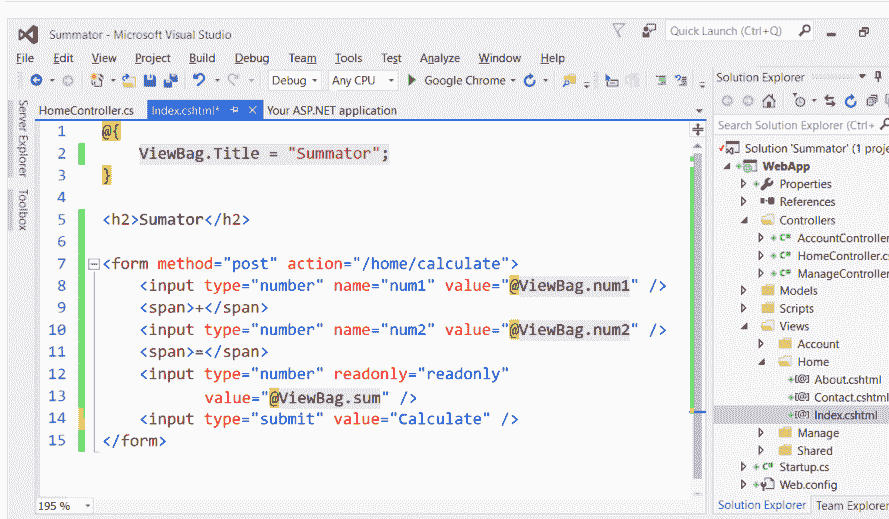 Summator - Microsoft Visual Studio
Quick Launch (Ctrl+Q)
File Edit View Project Build Debug Team Tools Test Analyze Window Help
Debug Any CPU Google Chrome
Server Explorer
Toolbox
HomeController.cs Index.cshtml* Your ASP.NET application
1 @{
2 ViewBag.Title = "Summator";
3 }
4
5 <h2>Sumator</h2>
6
7 <form method="post" action="/home/calculate">
8 <input type="number" name="num1" value="@ViewBag.num1" />
9 <span>+</span>
10 <input type="number" name="num2" value="@ViewBag.num2" />
11 <span>=</span>
12 <input type="number" readonly="readonly"
13 value="@ViewBag.sum" />
14 <input type="submit" value="Calculate" />
15 </form>
195 %
Solution Explorer
Search Solution Explorer (Ctrl+
Solution 'Summator' (1 proje
WebApp
Properties
References
Controllers
C# AccountController
C# HomeController.cs
C# ManageController
Models
Scripts
Views
Account
Home
About.cshtml
Contact.cshtml
Index.cshtml
Manage
Shared
C# Startup.cs
Web.config
Solution Explorer Team Explorer